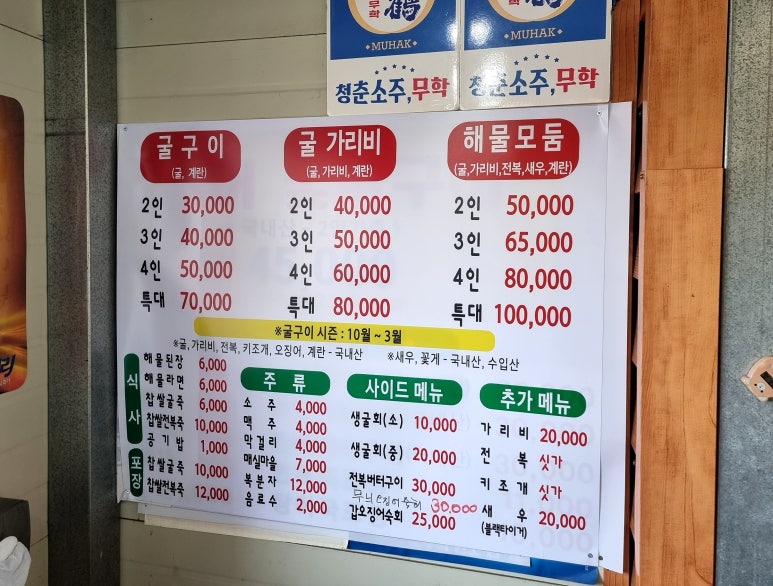 무학
鶴
MUHAK
MUHAK
청춘소주, 무학
청춘소주, 무학
굴구이
(굴, 계란)
2인 30,000
3인 40,000
4인 50,000
특대 70,000
굴 가리비
(굴, 가리비, 계란)
2인 40,000
3인 50,000
4인 60,000
특대 80,000
해물모둠
(굴,가리비,전복,새우,계란)
2인 50,000
3인 65,000
4인 80,000
특대 100,000
※굴구이 시즌 : 10월 ~ 3월
※굴, 가리비, 전복, 키조개, 오징어, 계란 - 국내산 ※새우, 꽃게 - 국내산, 수입산
식사
해물된장 6,000
해물라면 6,000
찹쌀굴죽 6,000
찹쌀전복죽 10,000
공기밥 1,000
포장
찹쌀굴죽 10,000
찹쌀전복죽 12,000
주류
소주 4,000
맥주 4,000
막걸리 4,000
매실마을 7,000
복분자 12,000
음료수 2,000
사이드 메뉴
생굴회(소) 10,000
생굴회(중) 20,000
전복버터구이 30,000
무늬오징어숙회 30,000
갑오징어숙회 25,000
추가 메뉴
가리비 20,000
전복 싯가
키조개 싯가
새우 20,000
(블랙타이거)